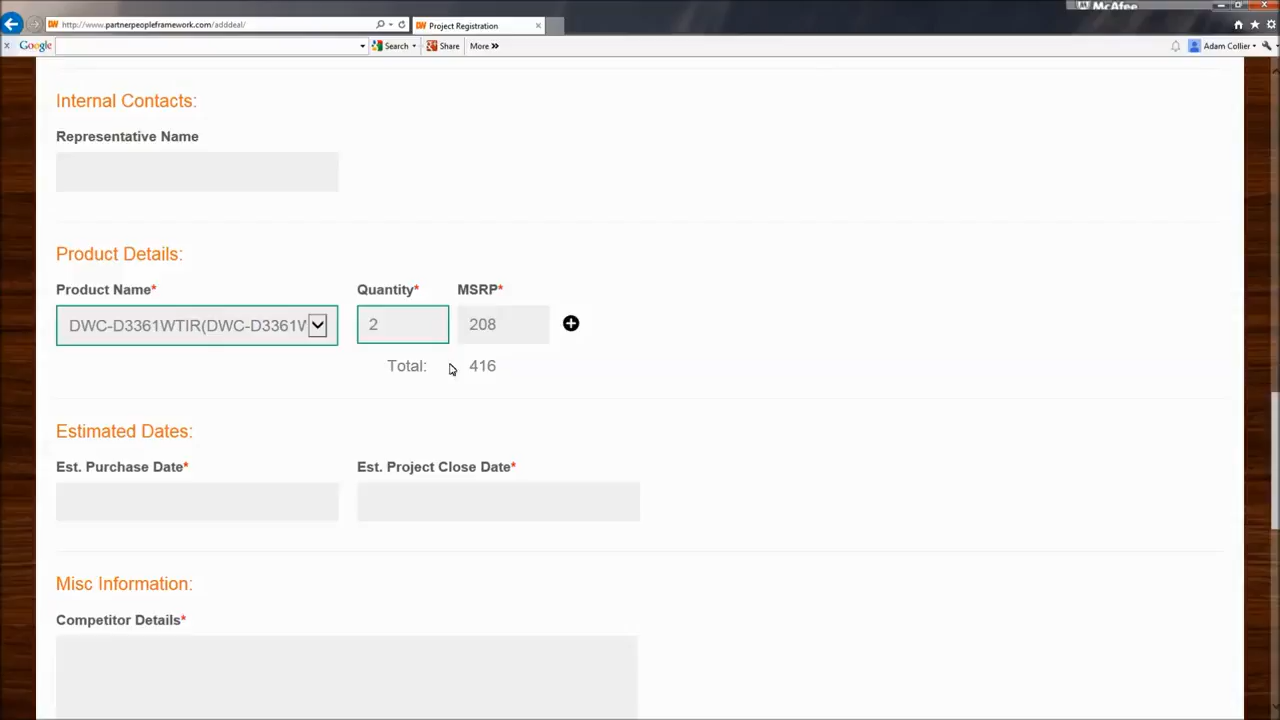 McAfee
http://www.partnerpeopleframework.com/adddeal/
Project Registration
Google
Search
Share
More »
Adam Collier
Internal Contacts:
Representative Name
Product Details:
Product Name* Quantity* MSRP*
DWC-D3361WTIR(DWC-D3361W 2 208
Total: 416
Estimated Dates:
Est. Purchase Date* Est. Project Close Date*
Misc Information:
Competitor Details*